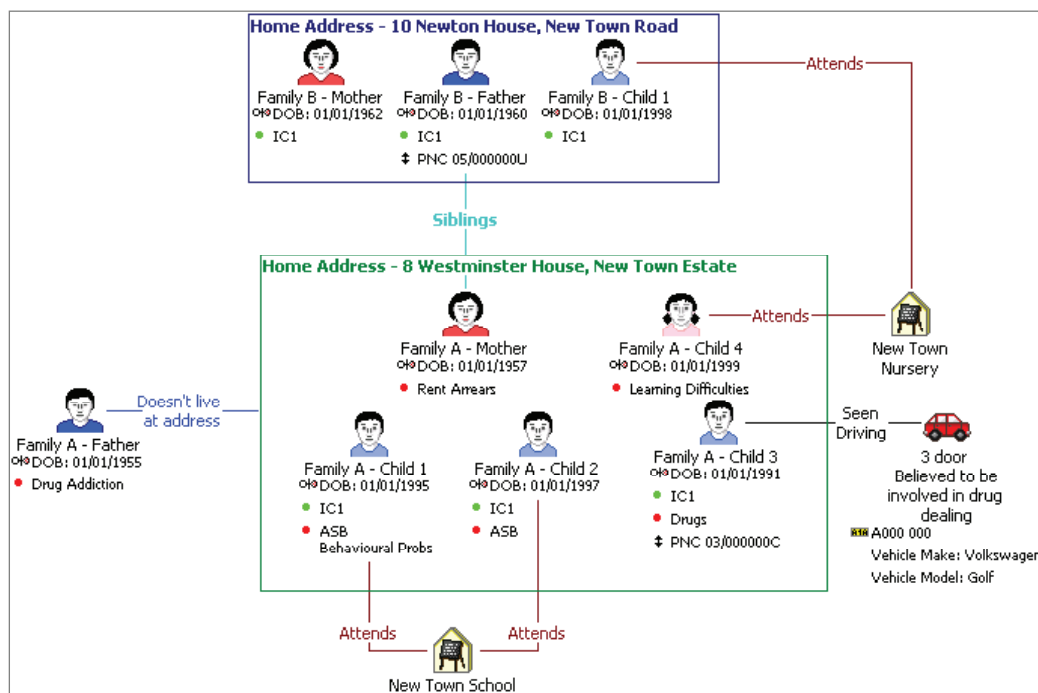 Home Address - 10 Newton House, New Town Road
Family B - Mother
DOB: 01/01/1962
IC1
Family B - Father
DOB: 01/01/1960
IC1
PNC 05/000000U
Family B - Child 1
DOB: 01/01/1998
IC1
Attends
Siblings
Home Address - 8 Westminster House, New Town Estate
Family A - Mother
DOB: 01/01/1957
Rent Arrears
Family A - Child 4
DOB: 01/01/1999
Learning Difficulties
Attends
New Town
Nursery
Doesn't live
at address
Family A - Father
DOB: 01/01/1955
Drug Addiction
Family A - Child 1
DOB: 01/01/1995
IC1
ASB
Behavioural Probs
Family A - Child 2
DOB: 01/01/1997
IC1
ASB
Family A - Child 3
DOB: 01/01/1991
IC1
Drugs
PNC 03/000000C
Seen
Driving
3 door
Believed to be
involved in drug
dealing
A000 000
Vehicle Make: Volkswagen
Vehicle Model: Golf
Attends
Attends
New Town School